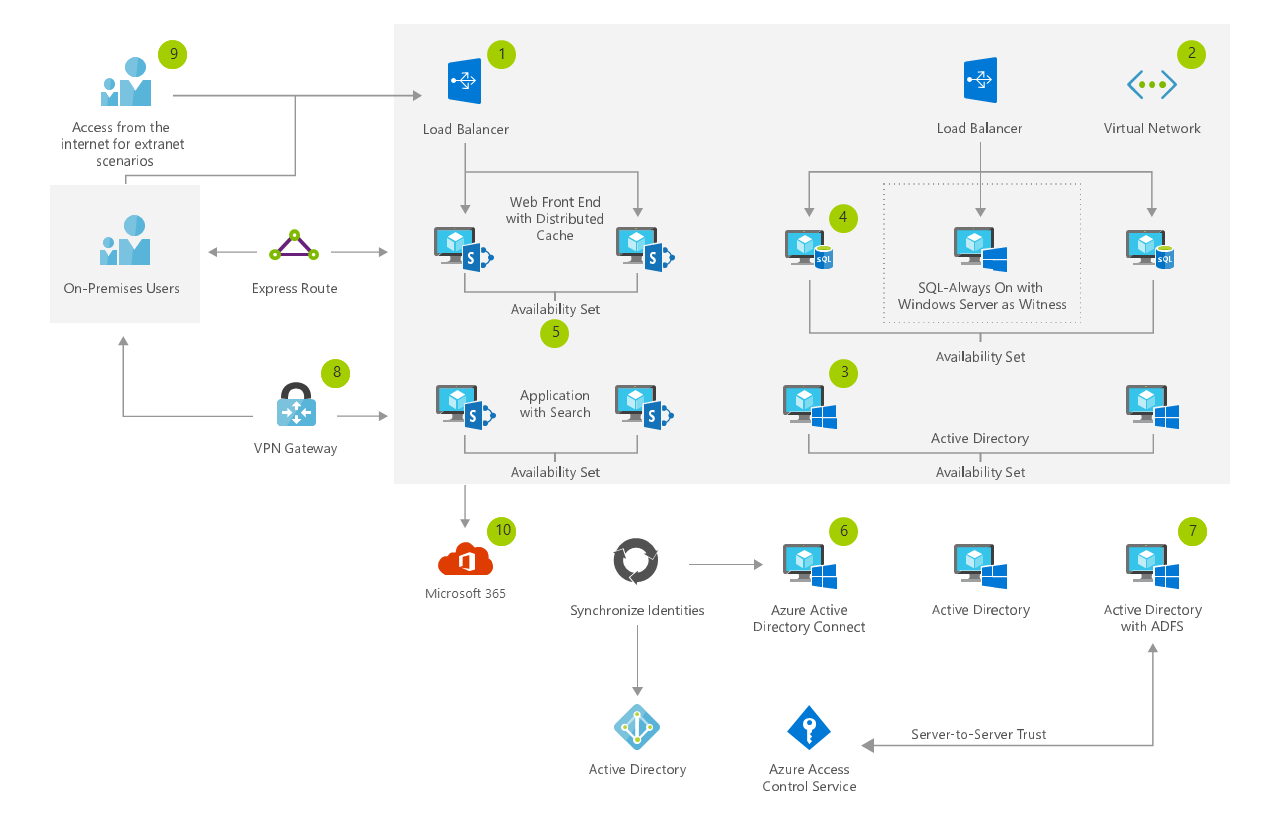 9
1
2
Access from the
internet for extranet
scenarios
Load Balancer
Load Balancer
Virtual Network
Web Front End
with Distributed
Cache
4
S
S
SQL
SQL
On-Premises Users
Express Route
SQL-Always On with
Windows Server as Witness
Availability Set
5
Availability Set
8
3
VPN Gateway
Application
with Search
S
S
Active Directory
Availability Set
Availability Set
10
6
7
Microsoft 365
Synchronize Identities
Azure Active
Directory Connect
Active Directory
Active Directory
with ADFS
Server-to-Server Trust
Active Directory
Azure Access
Control Service